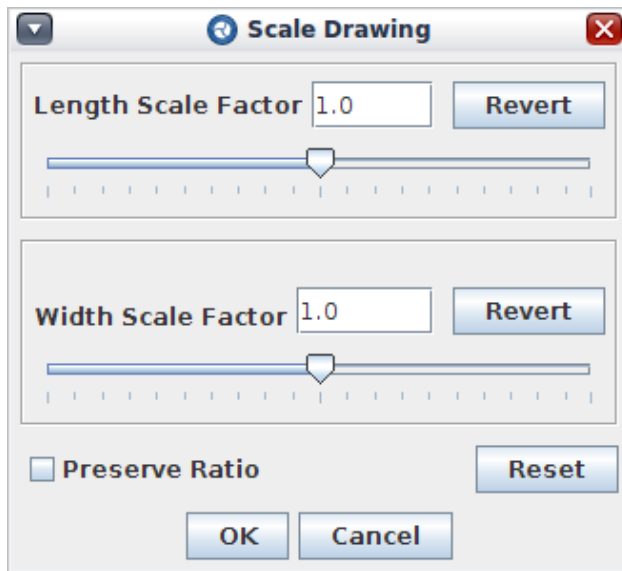 Scale Drawing
Length Scale Factor 1.0 Revert
Width Scale Factor 1.0 Revert
Preserve Ratio Reset
OK Cancel